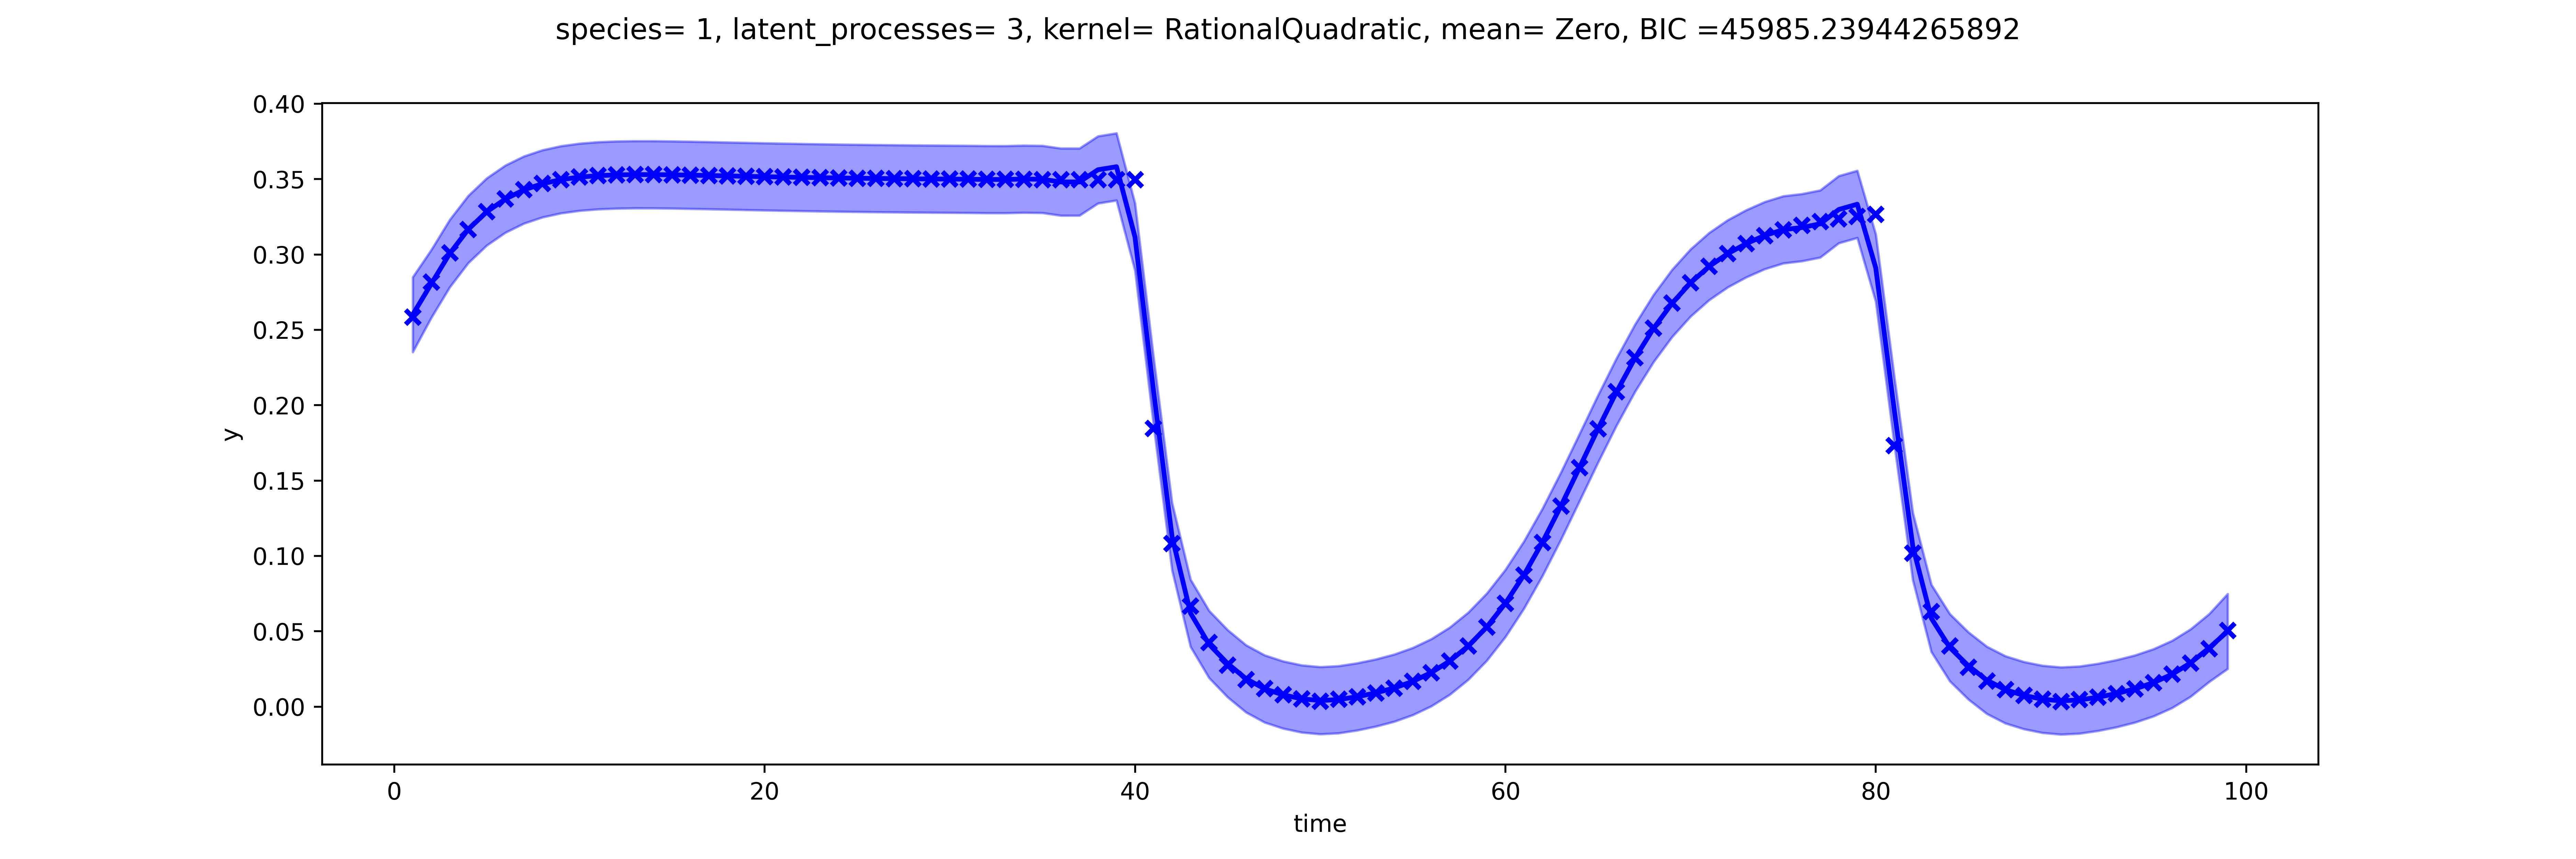 species= 1, latent_processes= 3, kernel= RationalQuadratic, mean= Zero, BIC =45985.23944265892
0.40
0.35
0.30
0.25
0.20
0.15
0.10
0.05
0.00
y
0 20 40 60 80 100
time